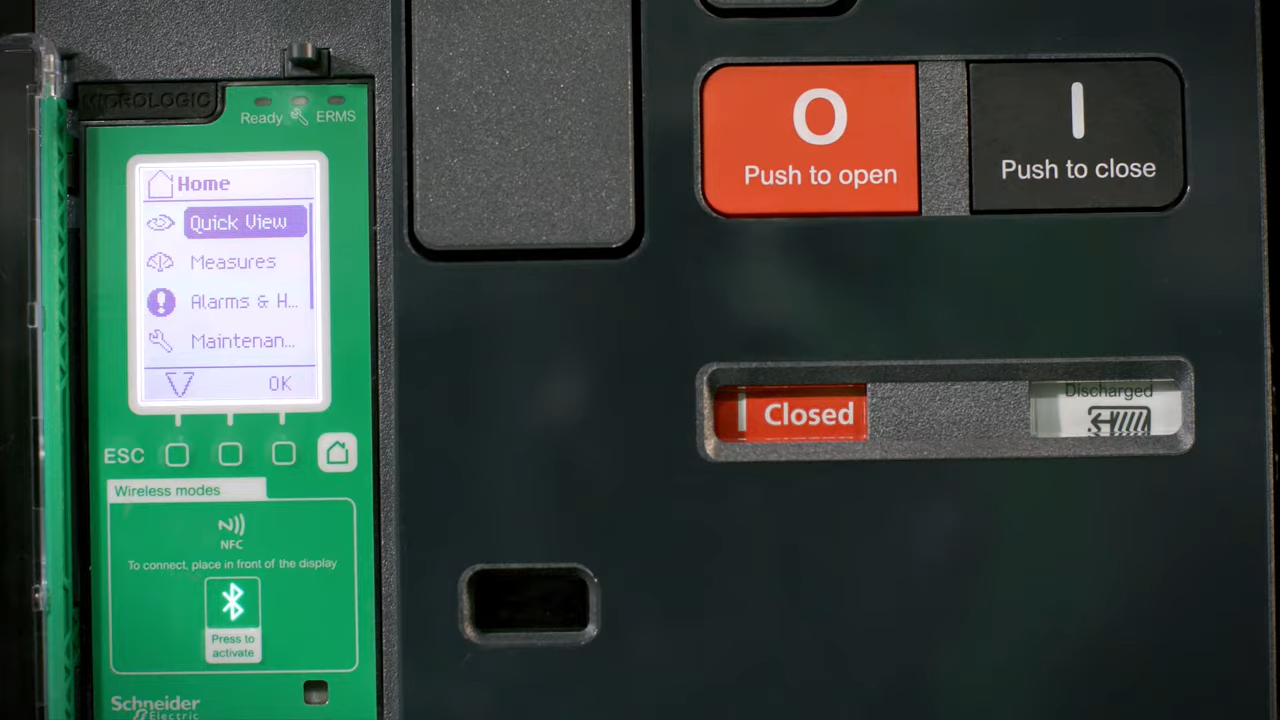 MICROLOGIC
Ready ERMS
Home
Quick View
Measures
Alarms & H...
Maintenan...
OK
ESC
Wireless modes
NFC
To connect, place in front of the display
Press to
activate
Schneider
Electric
O
Push to open
I
Push to close
I Closed
Discharged